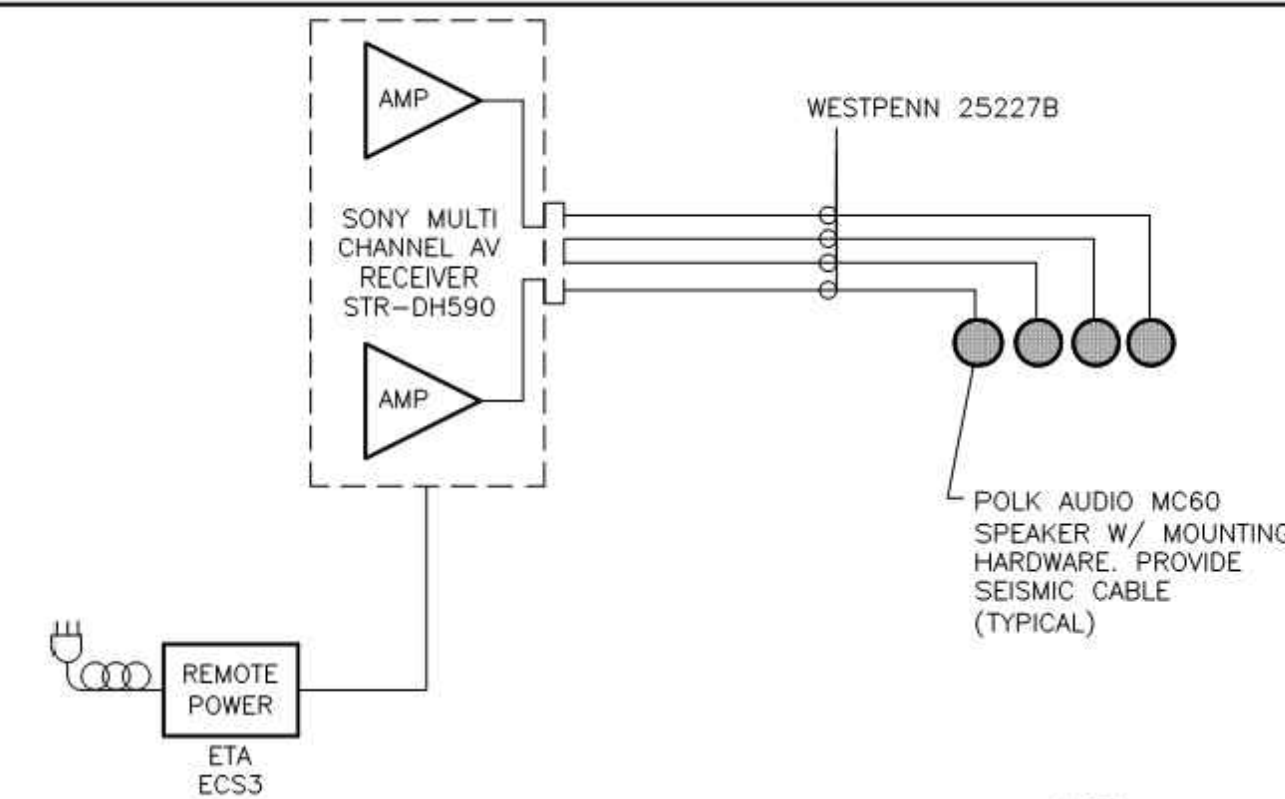 AMP
WESTPENN 25227B
SONY MULTI
CHANNEL AV
RECEIVER
STR-DH590
AMP
POLK AUDIO MC60
SPEAKER W/ MOUNTING
HARDWARE. PROVIDE
SEISMIC CABLE
(TYPICAL)
REMOTE
POWER
ETA
ECS3